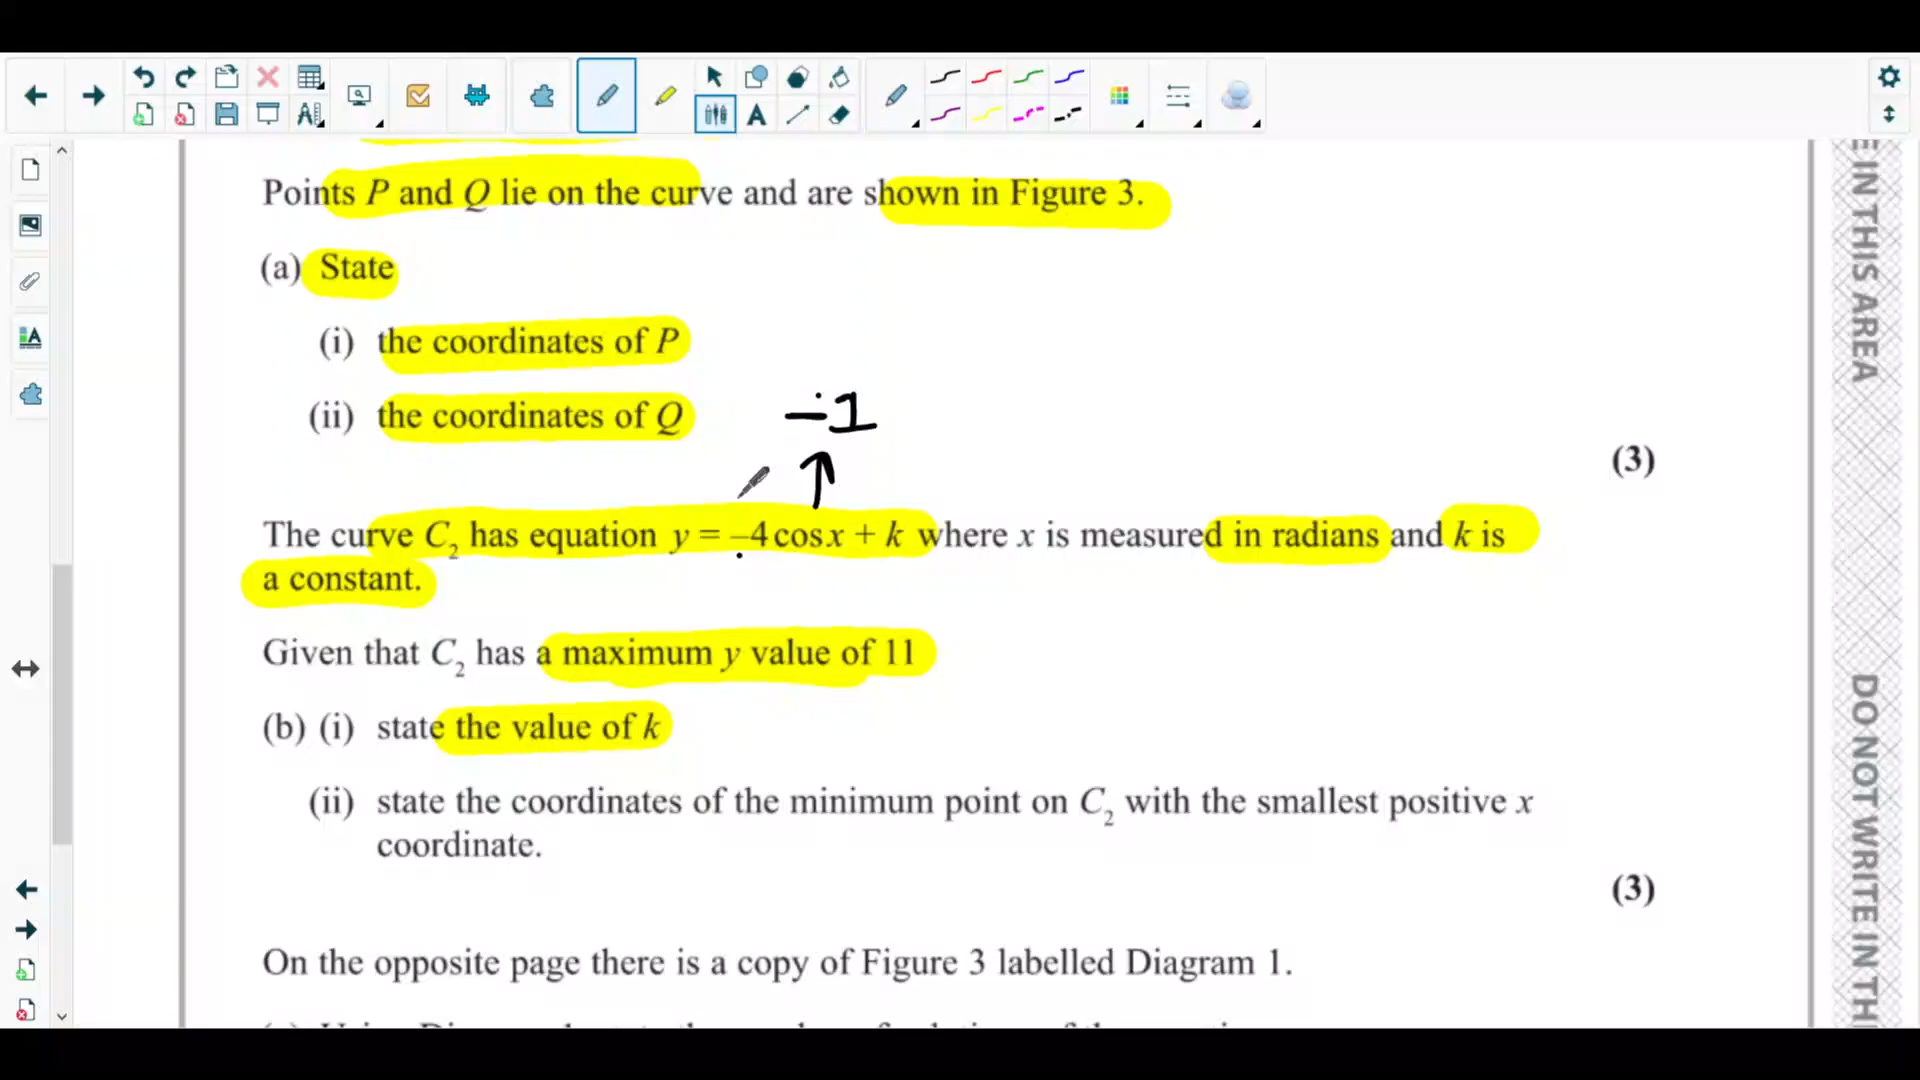 Points P and Q lie on the curve and are shown in Figure 3.
(a) State
(i) the coordinates of P
(ii) the coordinates of Q
-1
(3)
The curve C₂ has equation y = –4 cos x + k where x is measured in radians and k is
a constant.
Given that C₂ has a maximum y value of 11
(b) (i) state the value of k
(ii) state the coordinates of the minimum point on C₂ with the smallest positive x
coordinate.
(3)
On the opposite page there is a copy of Figure 3 labelled Diagram 1.
IN THIS AREA
DO NOT WRITE IN TH